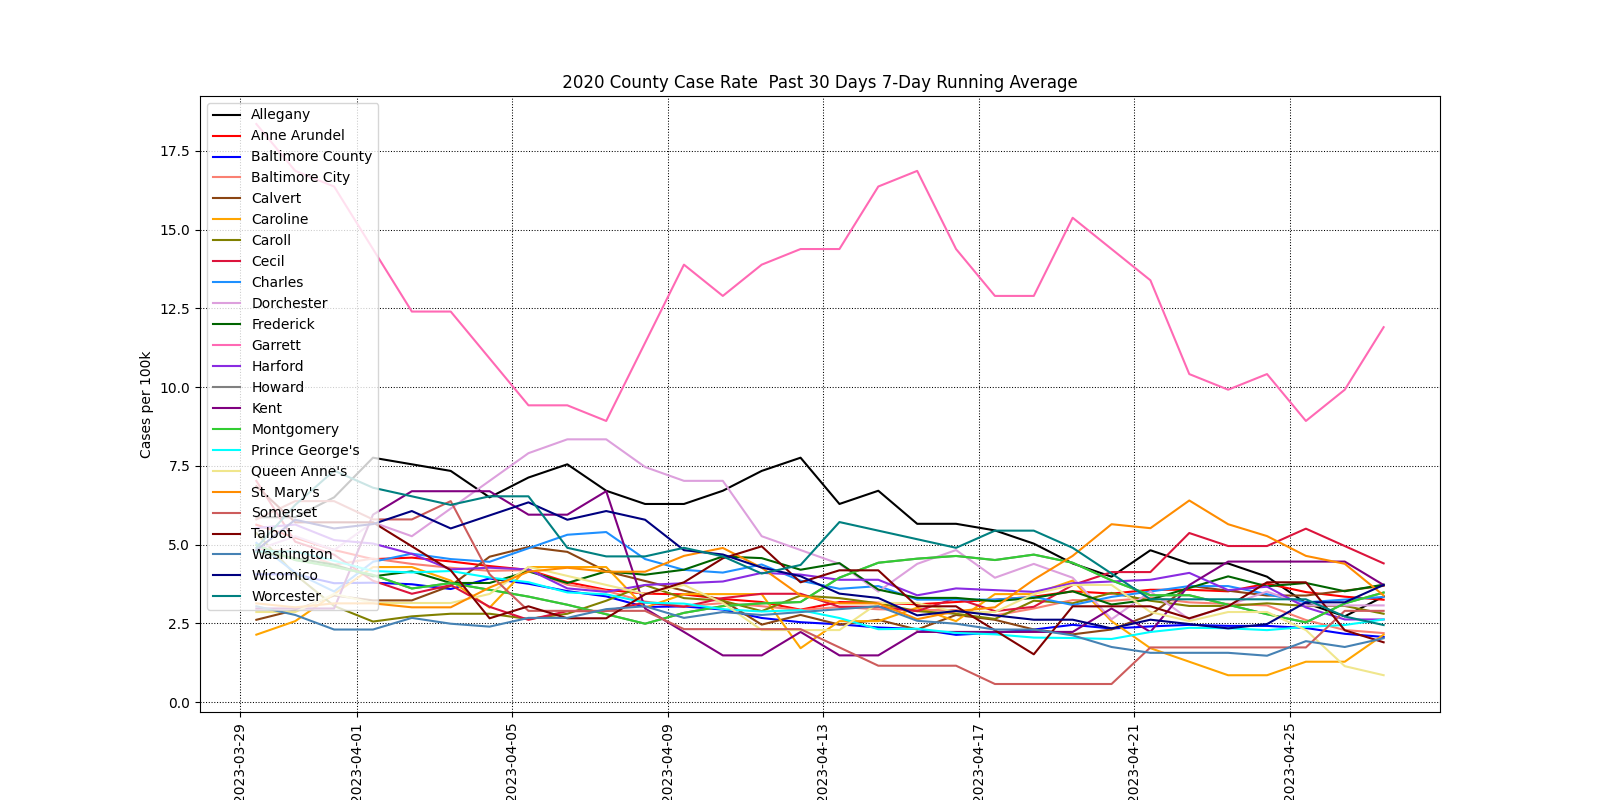 2020 County Case Rate  Past 30 Days 7-Day Running Average
Cases per 100k
17.5
15.0
12.5
10.0
7.5
5.0
2.5
0.0
Allegany
Anne Arundel
Baltimore County
Baltimore City
Calvert
Caroline
Caroll
Cecil
Charles
Dorchester
Frederick
Garrett
Harford
Howard
Kent
Montgomery
Prince George's
Queen Anne's
St. Mary's
Somerset
Talbot
Washington
Wicomico
Worcester
2023-03-29
2023-04-01
2023-04-05
2023-04-09
2023-04-13
2023-04-17
2023-04-21
2023-04-25